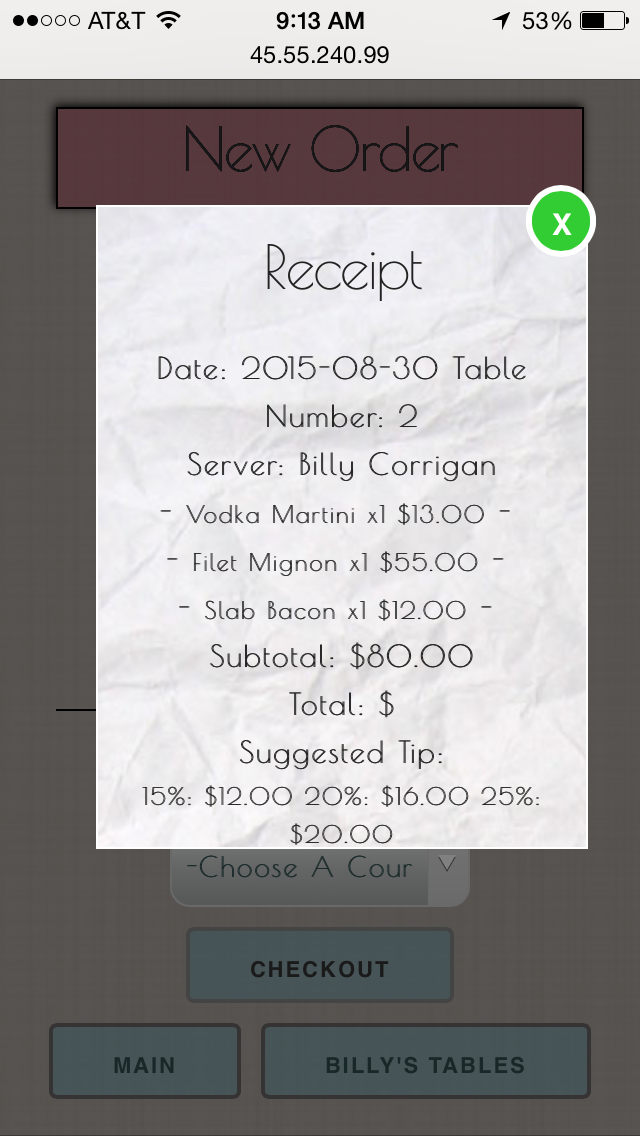 AT&T 9:13 AM 53%
45.55.240.99
New Order
X
Receipt
Date: 2015-08-30 Table
Number: 2
Server: Billy Corrigan
- Vodka Martini x1 $13.00 -
- Filet Mignon x1 $55.00 -
- Slab Bacon x1 $12.00 -
Subtotal: $80.00
Total: $
Suggested Tip:
15%: $12.00 20%: $16.00 25%:
$20.00
-Choose A Cour
CHECKOUT
MAIN
BILLY'S TABLES